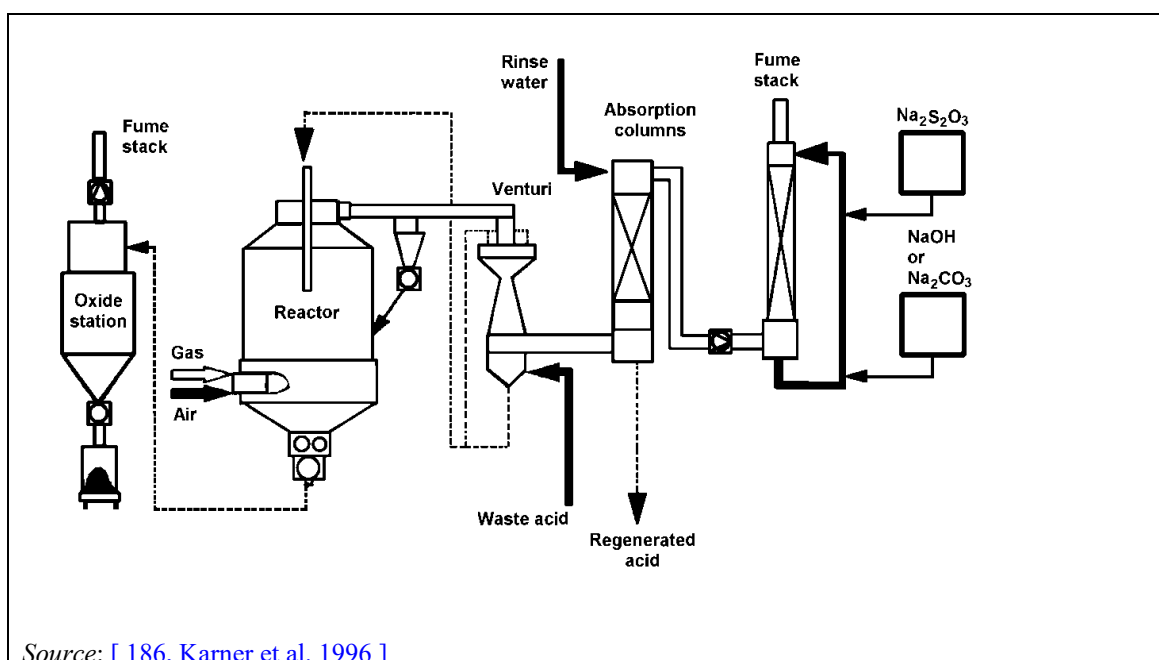 Rinse
water
Fume
stack
Absorption
columns
Na2S2O3
Fume
stack
Venturi
NaOH
or
Na2CO3
Oxide
station
Reactor
Gas
Air
Waste acid
Regenerated
acid
Source: [ 186, Karner et al. 1996 ]